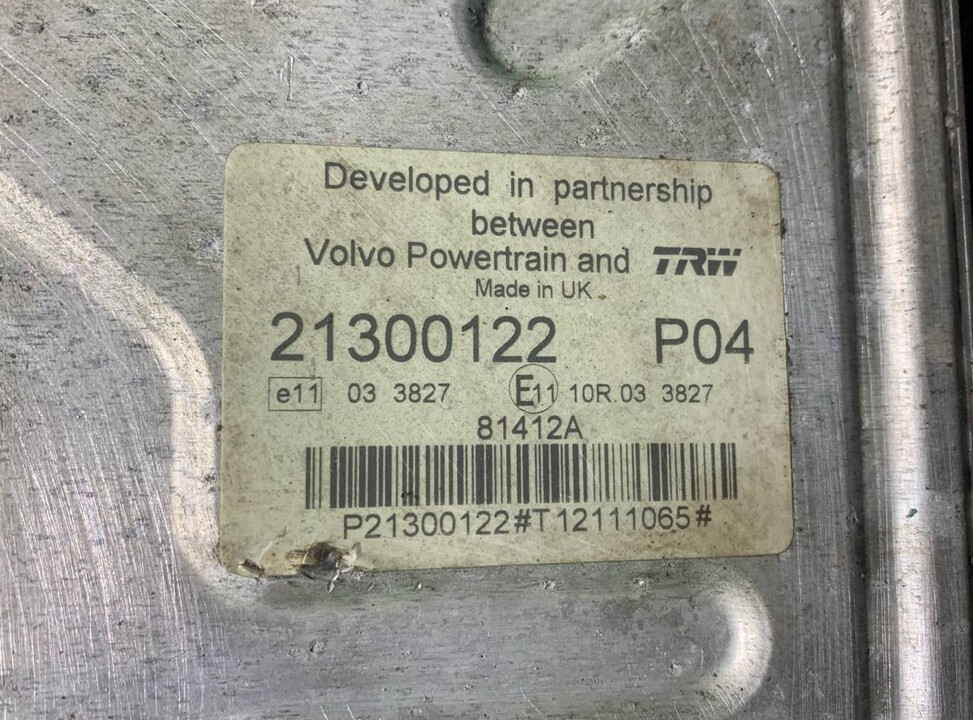 Developed in partnership
between
Volvo Powertrain and TRW
Made in UK
21300122 P04
e11 03 3827 E11 10R.03 3827
81412A
P21300122#T12111065#